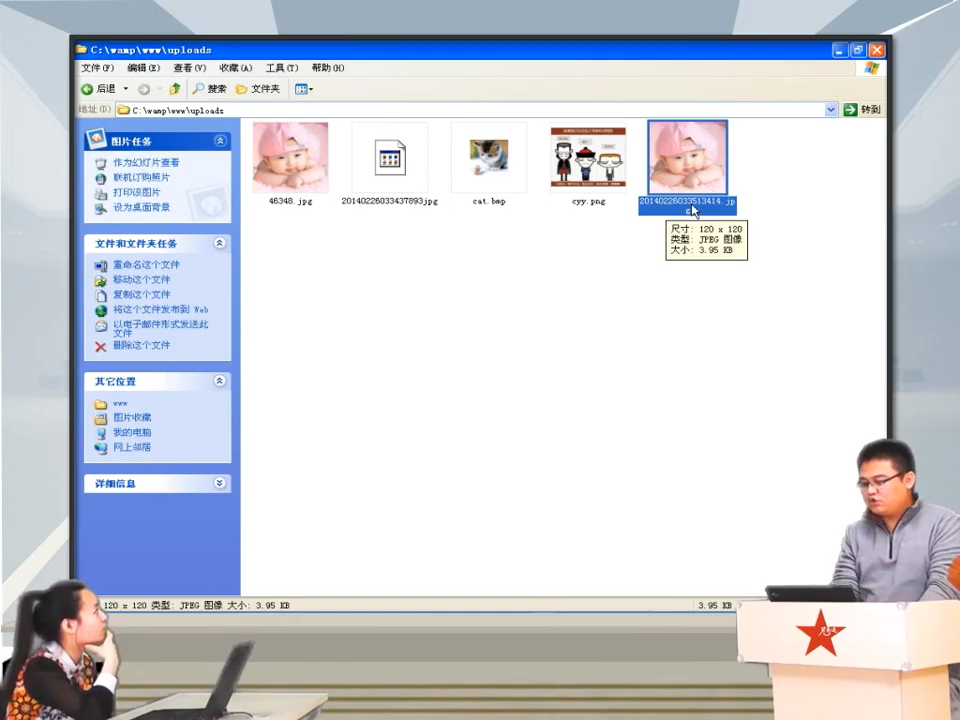 C:\wamp\www\uploads
文件(F) 编辑(E) 查看(V) 收藏(A) 工具(T) 帮助(H)
后退 搜索 文件夹
地址(D) C:\wamp\www\uploads 转到
图片任务
作为幻灯片查看
联机订购照片
打印该图片
设为桌面背景
文件和文件夹任务
重命名这个文件
移动这个文件
复制这个文件
将这个文件发布到 Web
以电子邮件形式发送此
文件
删除这个文件
其它位置
www
图片收藏
我的电脑
网上邻居
详细信息
46348.jpg
20140226033437893jpg
cat.bmp
cyy.png
20140226033513414.jp
尺寸: 120 x 120
类型: JPEG 图像
大小: 3.95 KB
120 x 120 类型: JPEG 图像 大小: 3.95 KB
3.95 KB